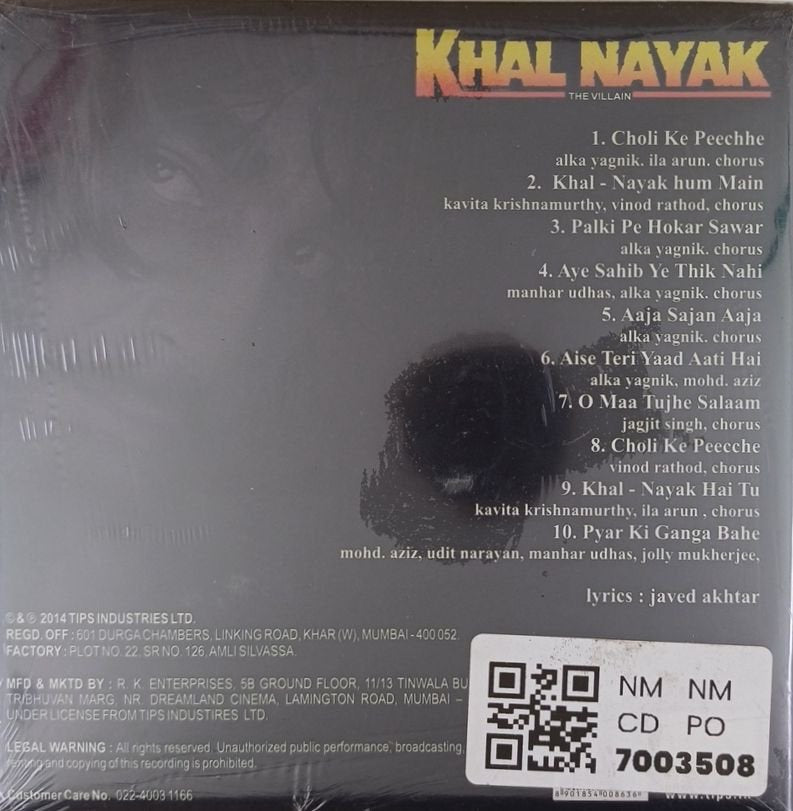 KHAL NAYAK
THE VILLAIN
1. Choli Ke Peechhe
alka yagnik. ila arun. chorus
2. Khal - Nayak hum Main
kavita krishnamurthy, vinod rathod, chorus
3. Palki Pe Hokar Sawar
alka yagnik. chorus
4. Aye Sahib Ye Thik Nahi
manhar udhas, alka yagnik. chorus
5. Aaja Sajan Aaja
alka yagnik. chorus
6. Aise Teri Yaad Aati Hai
alka yagnik, mohd. aziz
7. O Maa Tujhe Salaam
jagjit singh, chorus
8. Choli Ke Peecche
vinod rathod, chorus
9. Khal - Nayak Hai Tu
kavita krishnamurthy, ila arun , chorus
10. Pyar Ki Ganga Bahe
mohd. aziz, udit narayan, manhar udhas, jolly mukherjee,
lyrics : javed akhtar
© & ℗ 2014 TIPS INDUSTRIES LTD.
REGD. OFF : 601 DURGA CHAMBERS, LINKING ROAD, KHAR (W), MUMBAI - 400 052.
FACTORY : PLOT NO. 22, SR NO. 126, AMLI SILVASSA.
MFD & MKTD BY : R. K. ENTERPRISES, 5B GROUND FLOOR, 11/13 TINWALA BU
TRIBHUVAN MARG, NR. DREAMLAND CINEMA, LAMINGTON ROAD, MUMBAI –
UNDER LICENSE FROM TIPS INDUSTIRES LTD.
LEGAL WARNING : All rights reserved. Unauthorized public performance, broadcasting,
renting and copying of this recording is prohibited.
Customer Care No. 022-4003 1166
NM NM
CD PO
7003508
8 901854 008636